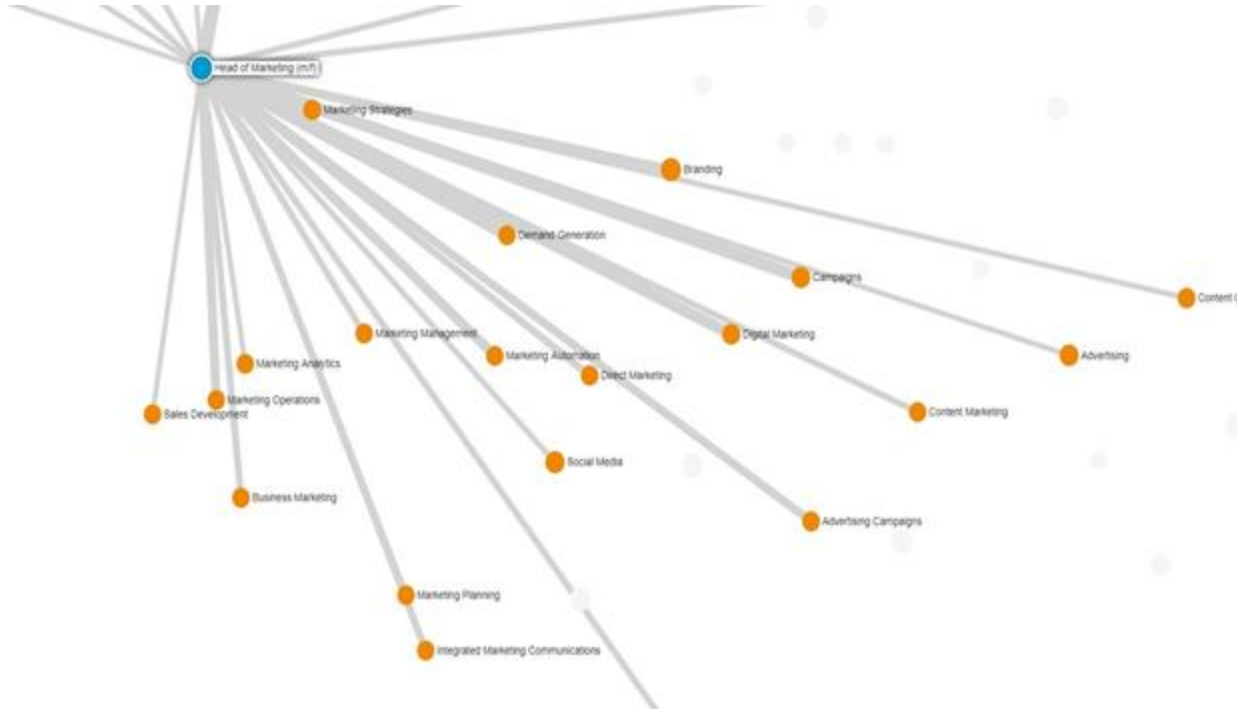 Head of Marketing (m/f)
Marketing Strategies
Branding
Demand Generation
Campaigns
Content
Marketing Management
Digital Marketing
Marketing Automation
Advertising
Marketing Analytics
Direct Marketing
Marketing Operations
Sales Development
Content Marketing
Social Media
Business Marketing
Advertising Campaigns
Marketing Planning
Integrated Marketing Communications